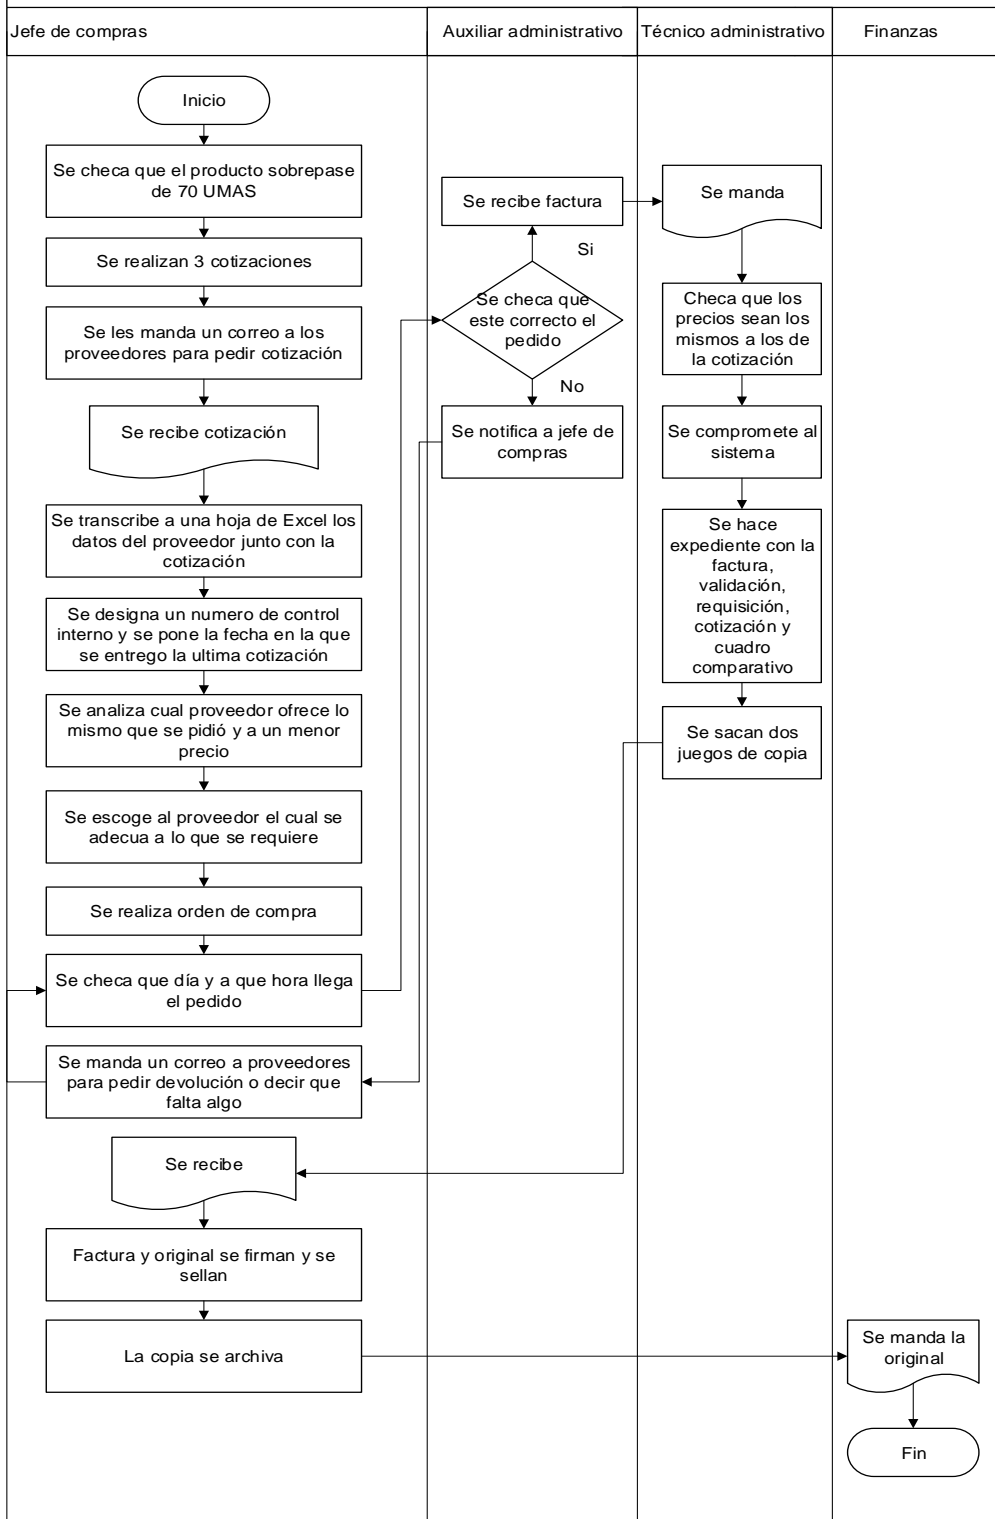 Jefe de compras
Auxiliar administrativo
Técnico administrativo
Finanzas
Inicio
Se checa que el producto sobrepase
de 70 UMAS
Se realizan 3 cotizaciones
Se les manda un correo a los
proveedores para pedir cotización
Se recibe cotización
Se transcribe a una hoja de Excel los
datos del proveedor junto con la
cotización
Se designa un numero de control
interno y se pone la fecha en la que
se entrego la ultima cotización
Se analiza cual proveedor ofrece lo
mismo que se pidió y a un menor
precio
Se escoge al proveedor el cual se
adecua a lo que se requiere
Se realiza orden de compra
Se checa que día y a que hora llega
el pedido
Se manda un correo a proveedores
para pedir devolución o decir que
falta algo
Se recibe
Factura y original se firman y se
sellan
La copia se archiva
Se recibe factura
Si
Se checa que
este correcto el
pedido
No
Se notifica a jefe de
compras
Se manda
Checa que los
precios sean los
mismos a los de
la cotización
Se compromete al
sistema
Se hace
expediente con la
factura,
validación,
requisición,
cotización y
cuadro
comparativo
Se sacan dos
juegos de copia
Se manda la
original
Fin